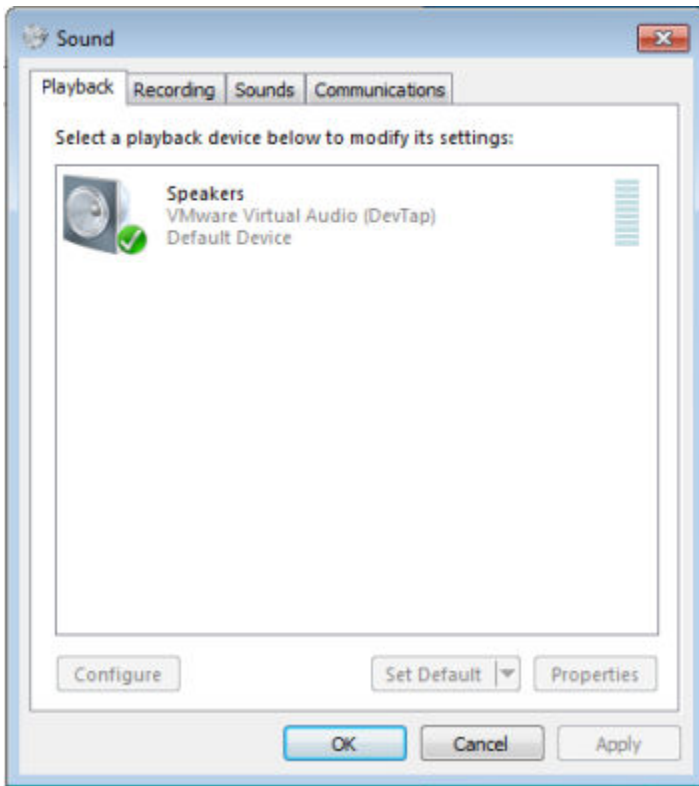 Sound
Playback Recording Sounds Communications
Select a playback device below to modify its settings:
Speakers
VMware Virtual Audio (DevTap)
Default Device
Configure Set Default Properties
OK Cancel Apply